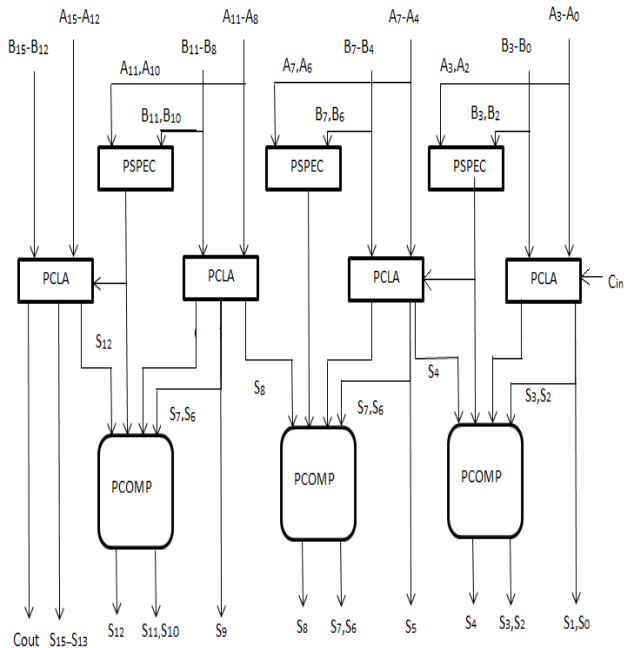 A15-A12 A11-A8 A7-A4 A3-A0
B15-B12 B11-B8 B7-B4 B3-B0
A11,A10 A7,A6 A3,A2
B11,B10 B7,B6 B3,B2
PSPEC PSPEC PSPEC
PCLA PCLA PCLA PCLA
Cin
S12 S8 S4
S7,S6 S7,S6 S3,S2
PCOMP PCOMP PCOMP
S12 S11,S10 S9 S8 S7,S6 S5 S4 S3,S2 S1,S0
Cout S15-S13